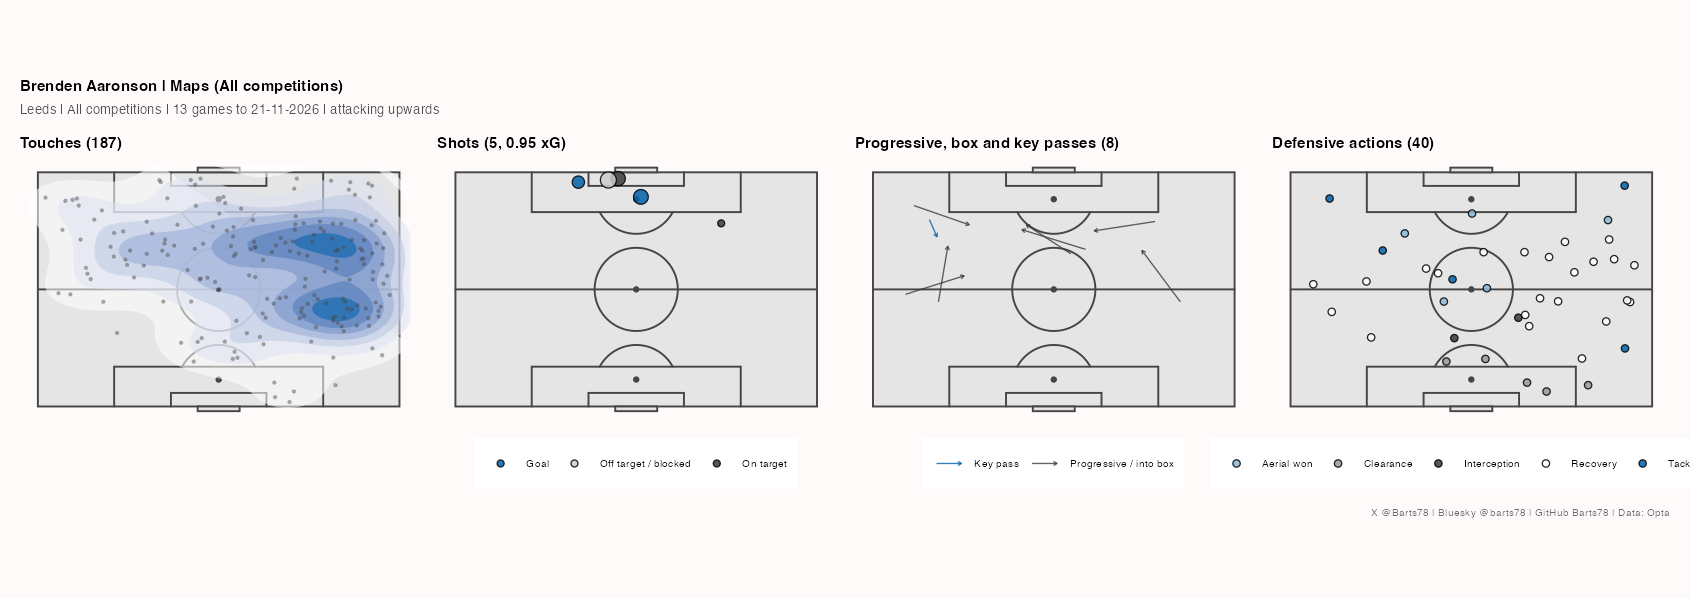 Brenden Aaronson | Maps (All competitions)
Leeds | All competitions | 13 games to 21-11-2026 | attacking upwards
Touches (187)
Shots (5, 0.95 xG)
Progressive, box and key passes (8)
Defensive actions (40)
Goal
Off target / blocked
On target
Key pass
Progressive / into box
Aerial won
Clearance
Interception
Recovery
Tack
X @Barts78 | Bluesky @barts78 | GitHub Barts78 | Data: Opta